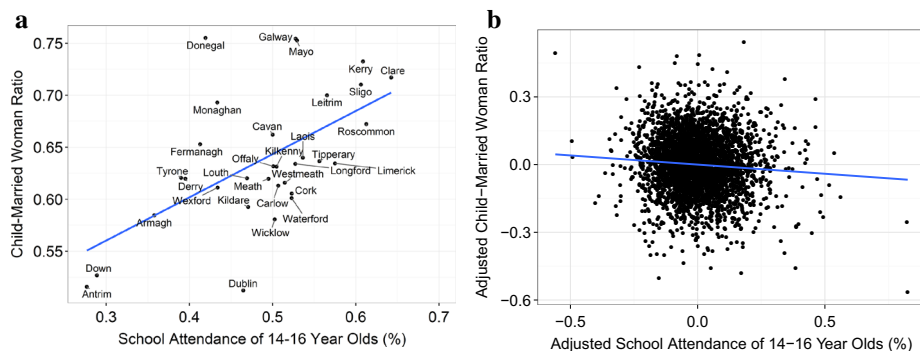 a
Child-Married Woman Ratio
0.75
0.70
0.65
0.60
0.55
Donegal
Galway
Mayo
Kerry
Clare
Sligo
Leitrim
Monaghan
Roscommon
Cavan
Laois
Fermanagh
Kilkenny
Offaly
Tipperary
Tyrone
Louth
Longford
Limerick
Westmeath
Derry
Meath
Wexford
Kildare
Cork
Carlow
Armagh
Waterford
Wicklow
Down
Dublin
Antrim
0.3
0.4
0.5
0.6
0.7
School Attendance of 14-16 Year Olds (%)
b
Adjusted Child-Married Woman Ratio
0.3
0.0
−0.3
−0.6
−0.5
0.0
0.5
Adjusted School Attendance of 14−16 Year Olds (%)